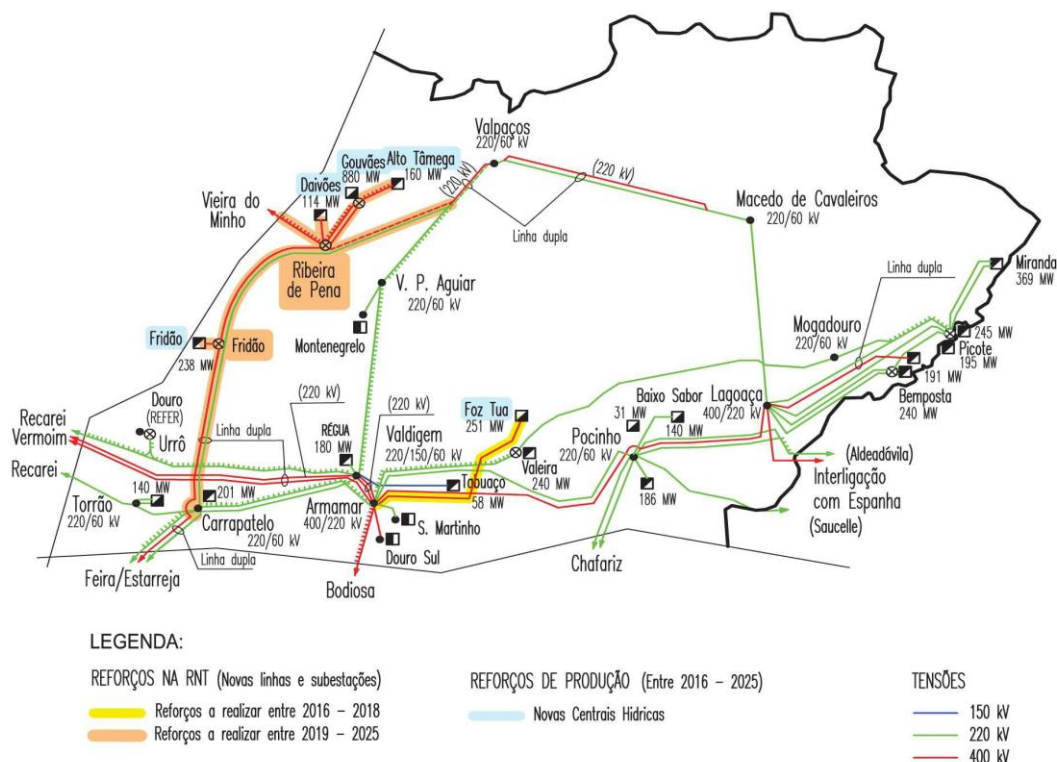 Valpaços
220/60 kV
Alto Tâmega
160 MW
Gouvães
880 MW
Daivões
114 MW
(220 kV)
(220 kV)
Vieira do
Minho
Macedo de Cavaleiros
220/60 kV
Linha dupla
Ribeira
de Pena
Linha dupla
Miranda
369 MW
V. P. Aguiar
220/60 kV
Mogadouro
220/60 kV
Montenegrelo
Fridão
Fridão
238 MW
245 MW
Picote
195 MW
191 MW
Bemposta
240 MW
Lagoaça
400/220 kV
Baixo Sabor
31 MW
140 MW
Foz Tua
251 MW
(220 kV)
(220 kV)
Douro
(REFER)
Recarei
Vermoim
Urrô
Linha dupla
RÉGUA
180 MW
Valdigem
220/150/60 kV
Pocinho
220/60 kV
Valeira
240 MW
(Aldeadávila)
Interligação
com Espanha
(Saucelle)
Recarei
Tabuaço
58 MW
186 MW
140 MW
Torrão
220/60 kV
201 MW
Carrapatelo
220/60 kV
Armamar
400/220 kV
S. Martinho
Douro Sul
Linha dupla
Chafariz
Feira/Estarreja
Bodiosa
LEGENDA:
REFORÇOS NA RNT (Novas linhas e subestações)
Reforços a realizar entre 2016 – 2018
Reforços a realizar entre 2019 – 2025
REFORÇOS DE PRODUÇÃO (Entre 2016 – 2025)
Novas Centrais Hídricas
TENSÕES
150 kV
220 kV
400 kV